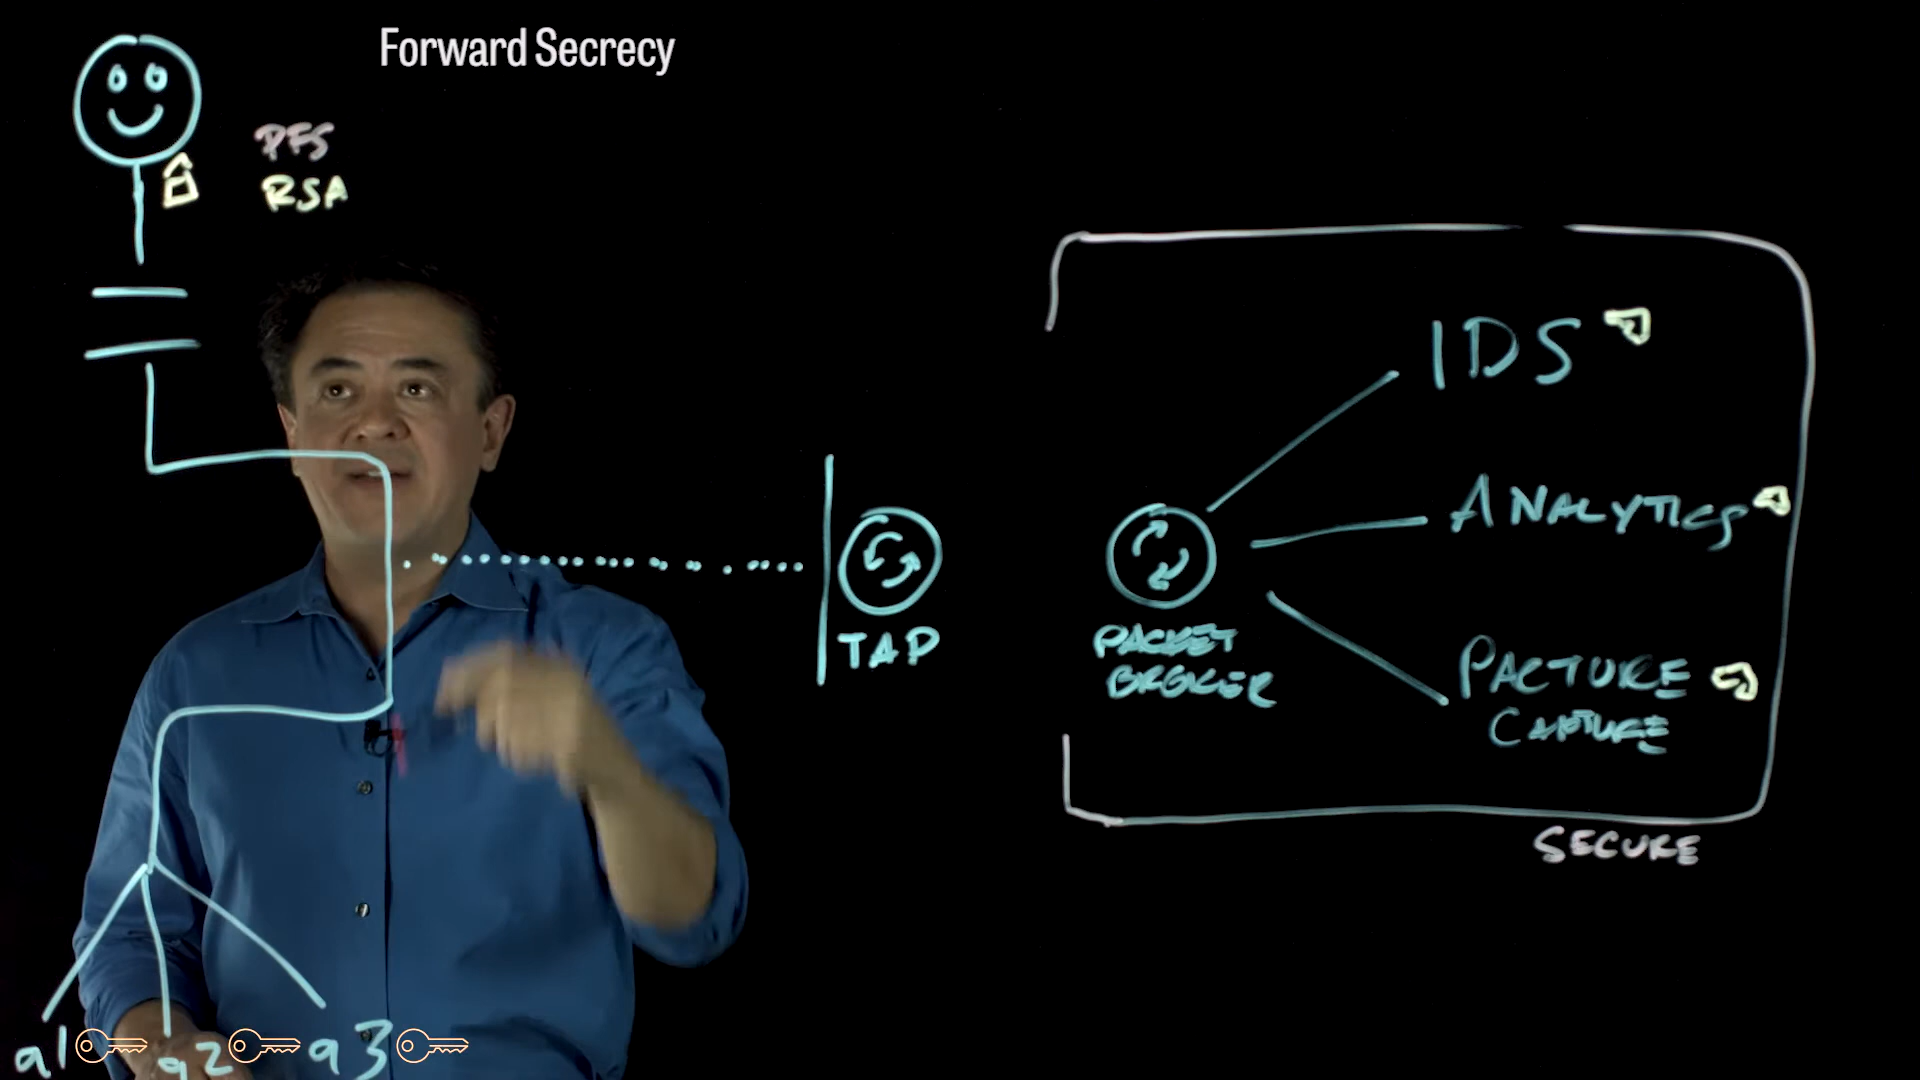 Forward Secrecy
PFS
RSA
IDS
ANALYTICS
TAP
PACKET
BROKER
PACTURE
CAPTURE
SECURE
a1
a2
a3